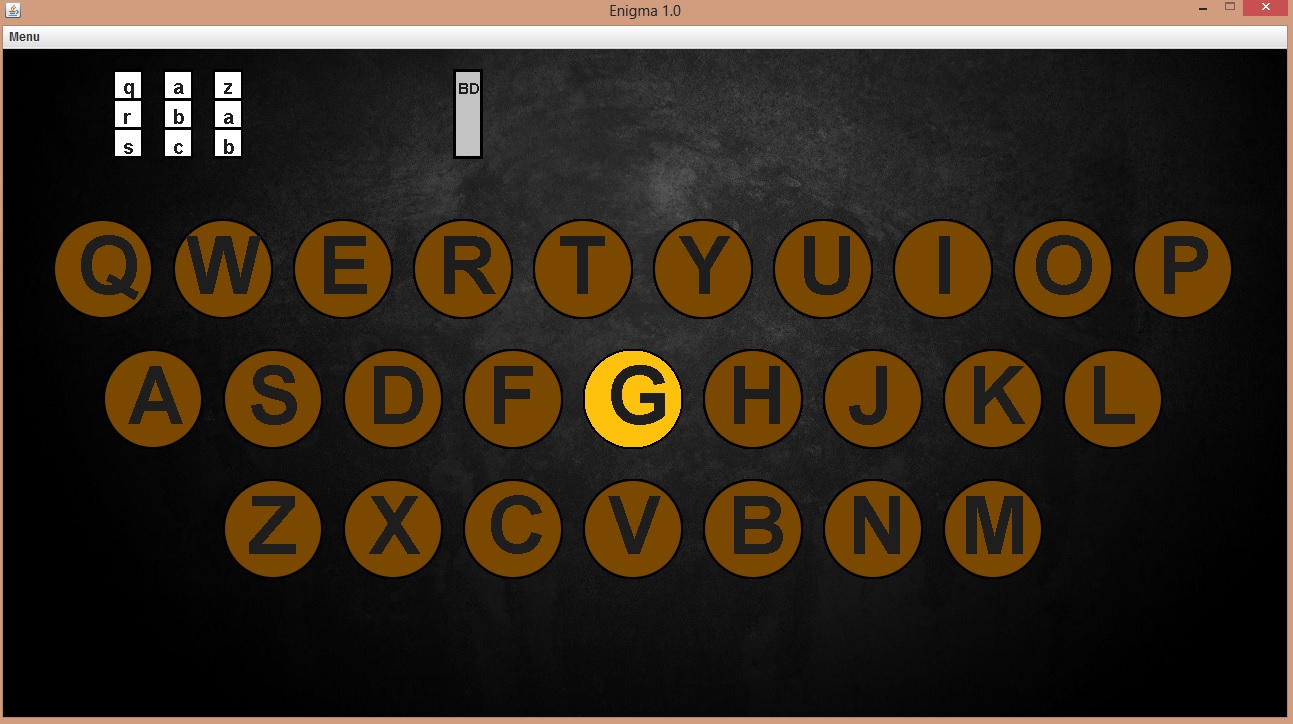 Enigma 1.0
Menu
q a z BD
r b a
s c b
Q W E R T Y U I O P
A S D F G H J K L
Z X C V B N M